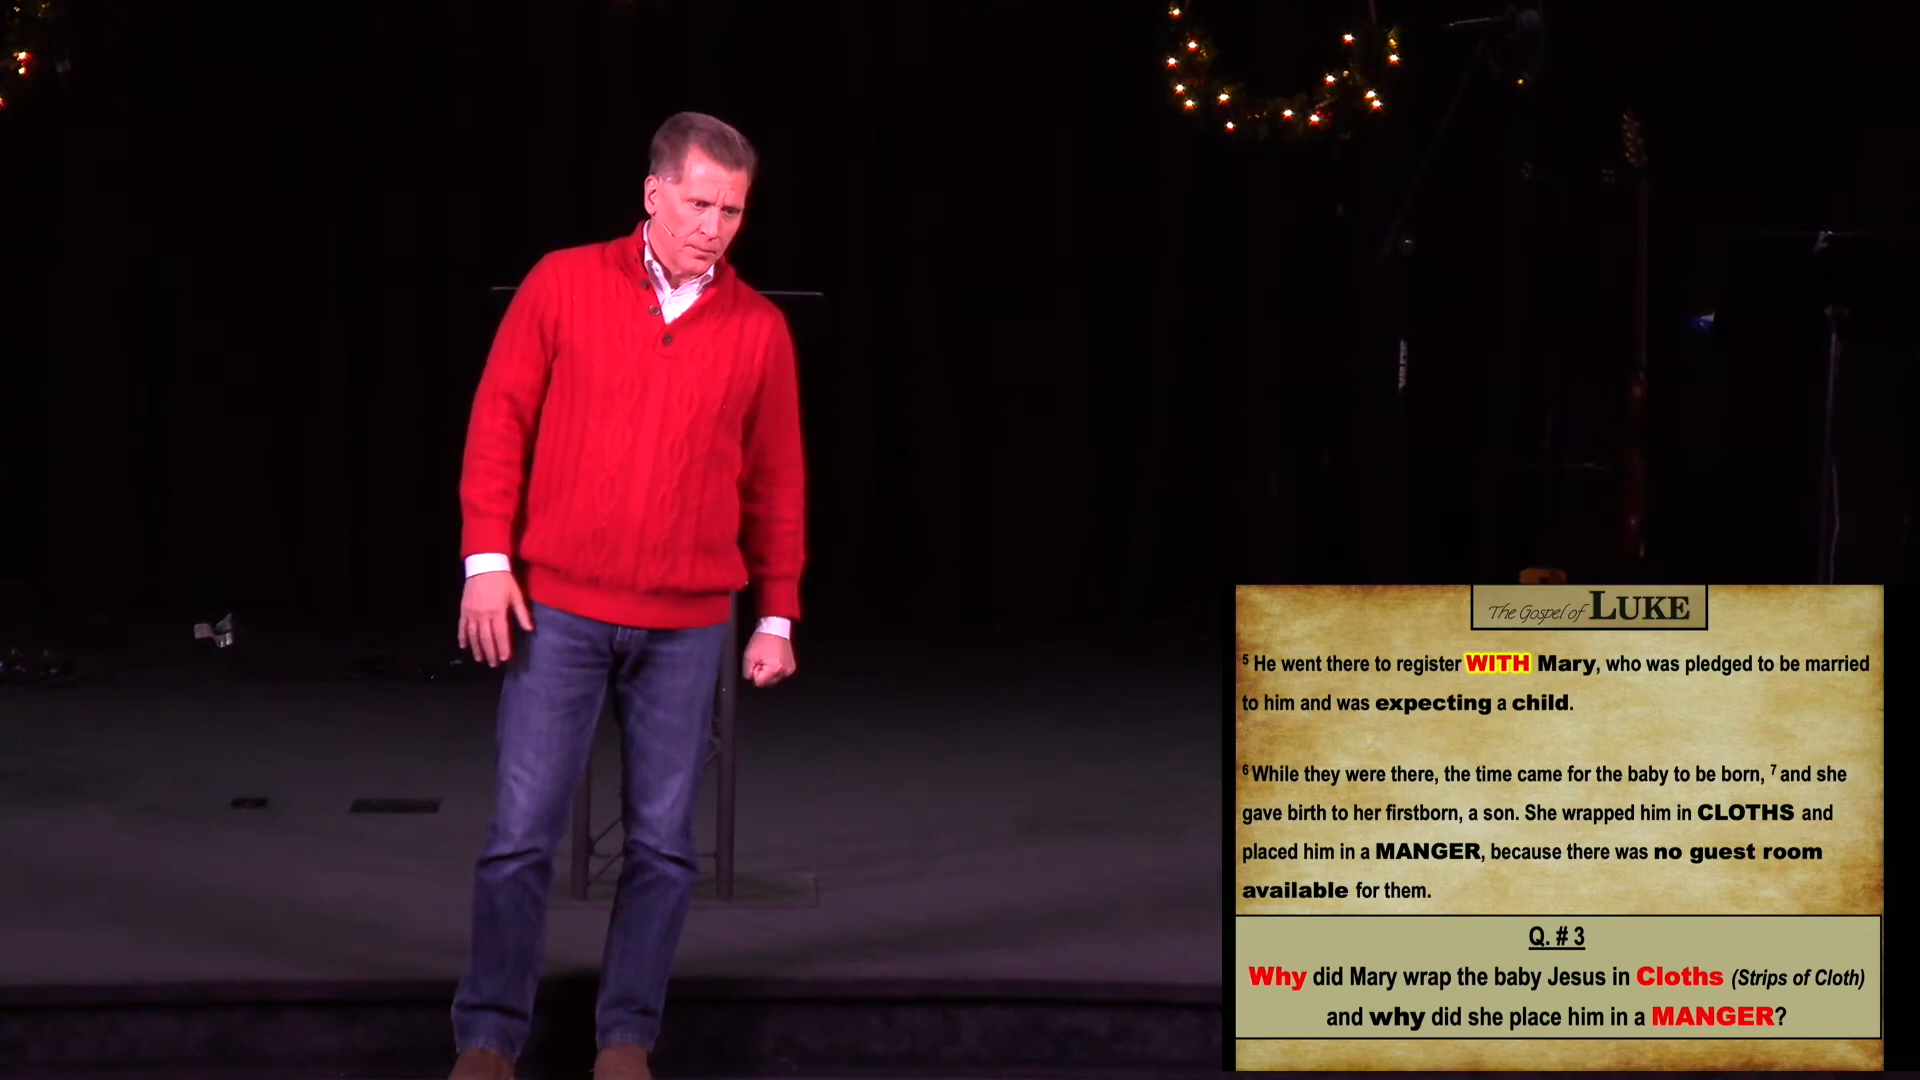 The Gospel of LUKE
5 He went there to register WITH Mary, who was pledged to be married
to him and was expecting a child.
6 While they were there, the time came for the baby to be born, 7 and she
gave birth to her firstborn, a son. She wrapped him in CLOTHS and
placed him in a MANGER, because there was no guest room
available for them.
Q. # 3
Why did Mary wrap the baby Jesus in Cloths (Strips of Cloth)
and why did she place him in a MANGER?